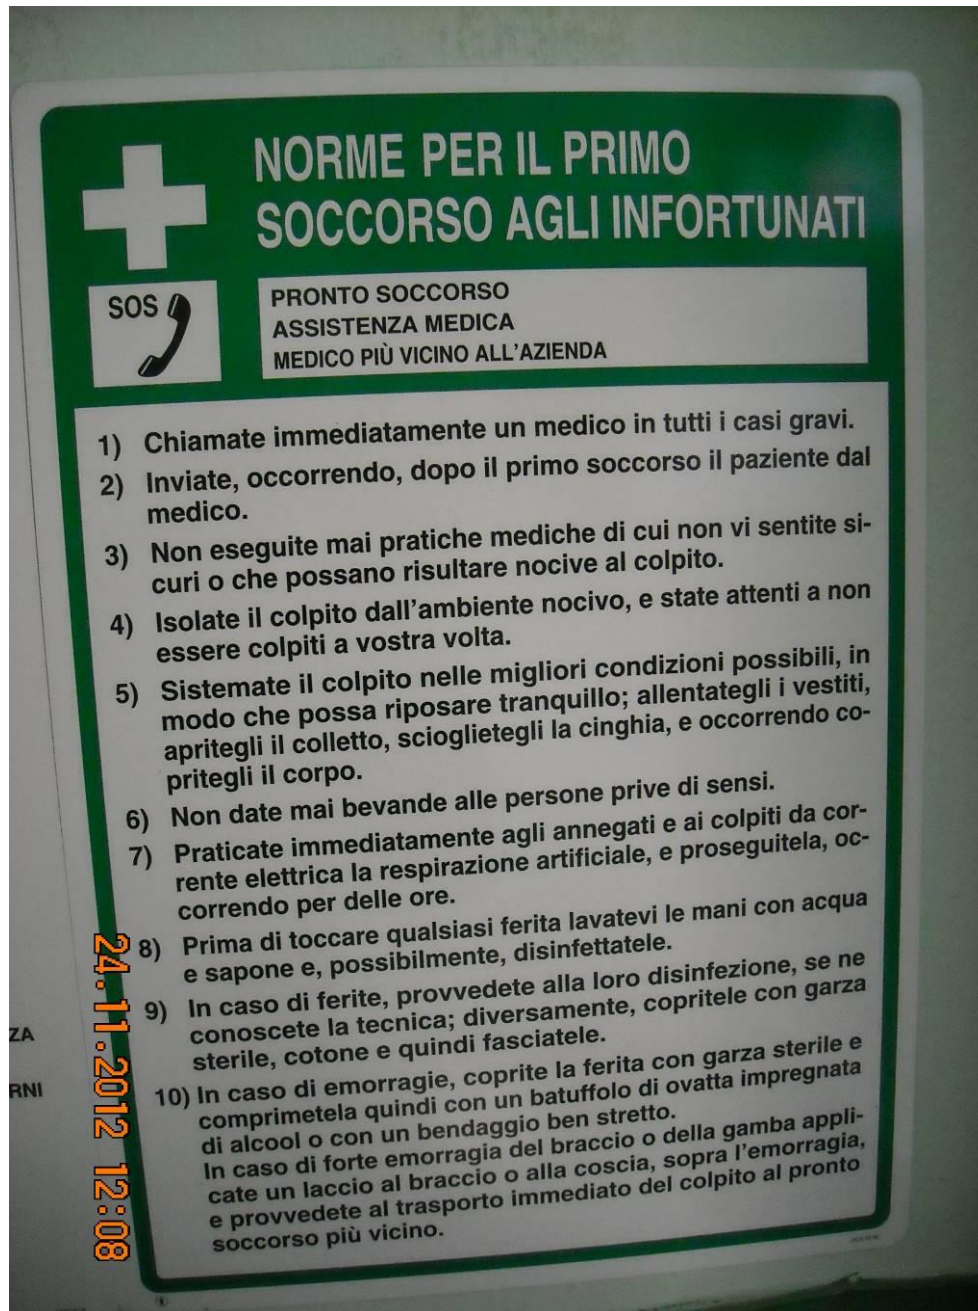 NORME PER IL PRIMO
SOCCORSO AGLI INFORTUNATI
SOS
PRONTO SOCCORSO
ASSISTENZA MEDICA
MEDICO PIÙ VICINO ALL'AZIENDA
1) Chiamate immediatamente un medico in tutti i casi gravi.
2) Inviate, occorrendo, dopo il primo soccorso il paziente dal
medico.
3) Non eseguite mai pratiche mediche di cui non vi sentite si-
curi o che possano risultare nocive al colpito.
4) Isolate il colpito dall'ambiente nocivo, e state attenti a non
essere colpiti a vostra volta.
5) Sistemate il colpito nelle migliori condizioni possibili, in
modo che possa riposare tranquillo; allentategli i vestiti,
apritegli il colletto, scioglietegli la cinghia, e occorrendo co-
pritegli il corpo.
6) Non date mai bevande alle persone prive di sensi.
7) Praticate immediatamente agli annegati e ai colpiti da cor-
rente elettrica la respirazione artificiale, e proseguitela, oc-
correndo per delle ore.
8) Prima di toccare qualsiasi ferita lavatevi le mani con acqua
e sapone e, possibilmente, disinfettatele.
9) In caso di ferite, provvedete alla loro disinfezione, se ne
conoscete la tecnica; diversamente, copritele con garza
sterile, cotone e quindi fasciatele.
10) In caso di emorragie, coprite la ferita con garza sterile e
comprimetela quindi con un batuffolo di ovatta impregnata
di alcool o con un bendaggio ben stretto.
In caso di forte emorragia del braccio o della gamba appli-
cate un laccio al braccio o alla coscia, sopra l'emorragia,
e provvedete al trasporto immediato del colpito al pronto
soccorso più vicino.
ZA
RNI
24.11.2012 12:08